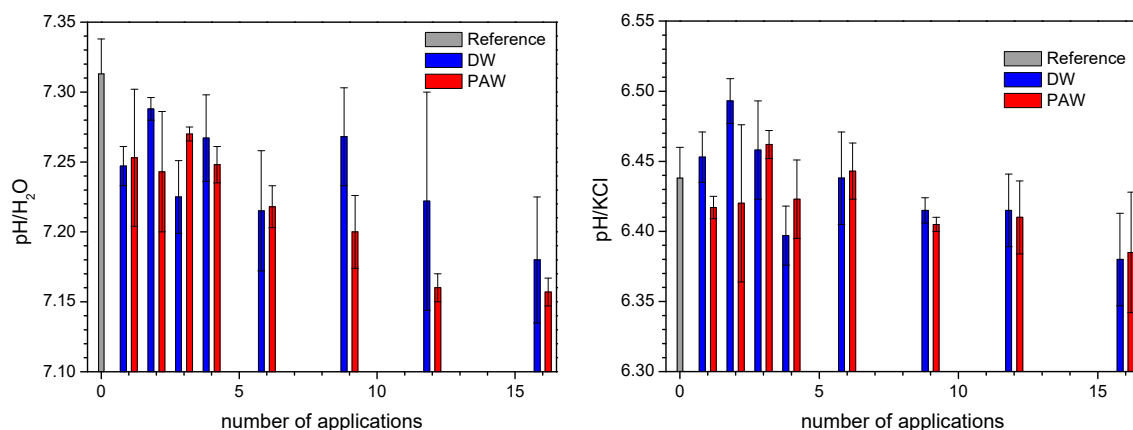 7.35
7.30
7.25
7.20
7.15
7.10
pH/H₂O
0 5 10 15
number of applications
Reference
DW
PAW
6.55
6.50
6.45
6.40
6.35
6.30
pH/KCl
0 5 10 15
number of applications
Reference
DW
PAW